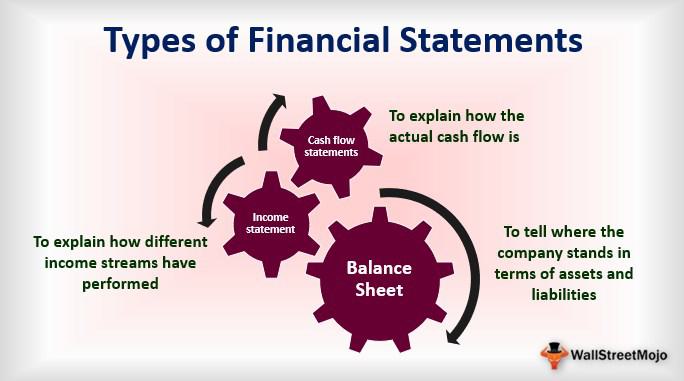 Types of Financial Statements
Cash flow
statements
To explain how the
actual cash flow is
Income
statement
To explain how different
income streams have
performed
Balance
Sheet
To tell where the
company stands in
terms of assets and
liabilities
WallStreetMojo